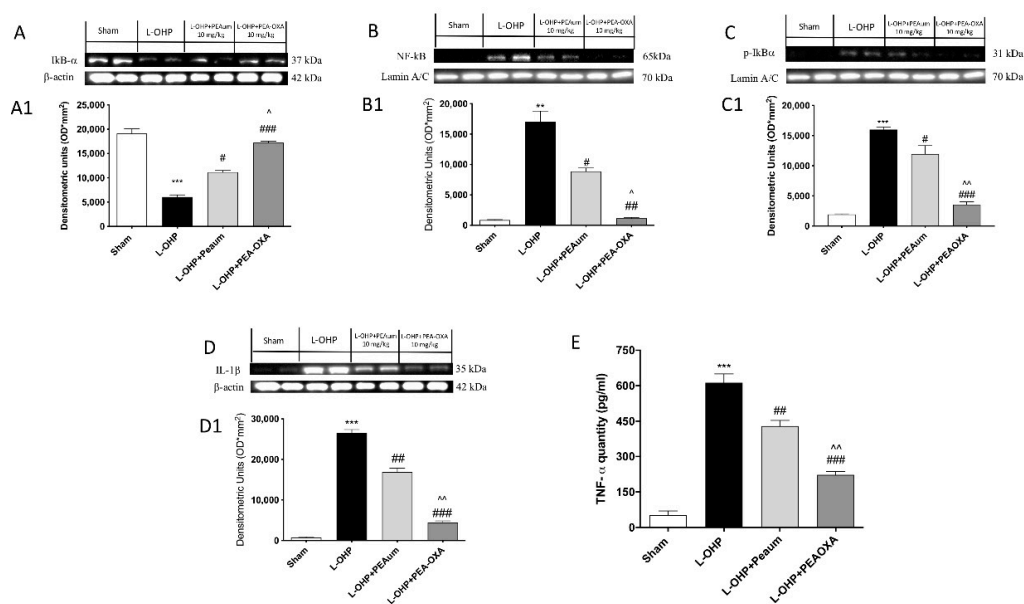 A
Sham
L-OHP
L-OHP+PEAum
10 mg/kg
L-OHP+PEA-OXA
10 mg/kg
IkB-α
37 kDa
β-actin
42 kDa
A1
Densitometric units (OD*mm²)
25,000
20,000
15,000
10,000
5,000
0
***
#
^
###
Sham
L-OHP
L-OHP+Peaum
L-OHP+PEA-OXA
B
Sham
L-OHP
L-OHP+PEAum
10 mg/kg
L-OHP+PEA-OXA
10 mg/kg
NF-kB
65kDa
Lamin A/C
70 kDa
B1
Densitometric Units (OD*mm²)
20,000
15,000
10,000
5,000
0
**
#
^
##
Sham
L-OHP
L-OHP+PEAum
L-OHP+PEA-OXA
C
Sham
L-OHP
L-OHP+PEAum
10 mg/kg
L-OHP+PEA-OXA
10 mg/kg
p-IkBα
31 kDa
Lamin A/C
70 kDa
C1
Densitometric Units (OD*mm²)
20,000
15,000
10,000
5,000
0
***
#
^^
###
Sham
L-OHP
L-OHP+PEAum
L-OHP+PEAOXA
D
Sham
L-OHP
L-OHP+PEAum
10 mg/kg
L-OHP+PEA-OXA
10 mg/kg
IL-1β
35 kDa
β-actin
42 kDa
D1
Densitometric Units (OD*mm²)
30,000
20,000
10,000
0
***
##
^^
###
Sham
L-OHP
L-OHP+PEAum
L-OHP+PEA-OXA
E
TNF- α quantity (pg/ml)
750
600
450
300
150
0
***
##
^^
###
Sham
L-OHP
L-OHP+Peaum
L-OHP+PEAOXA